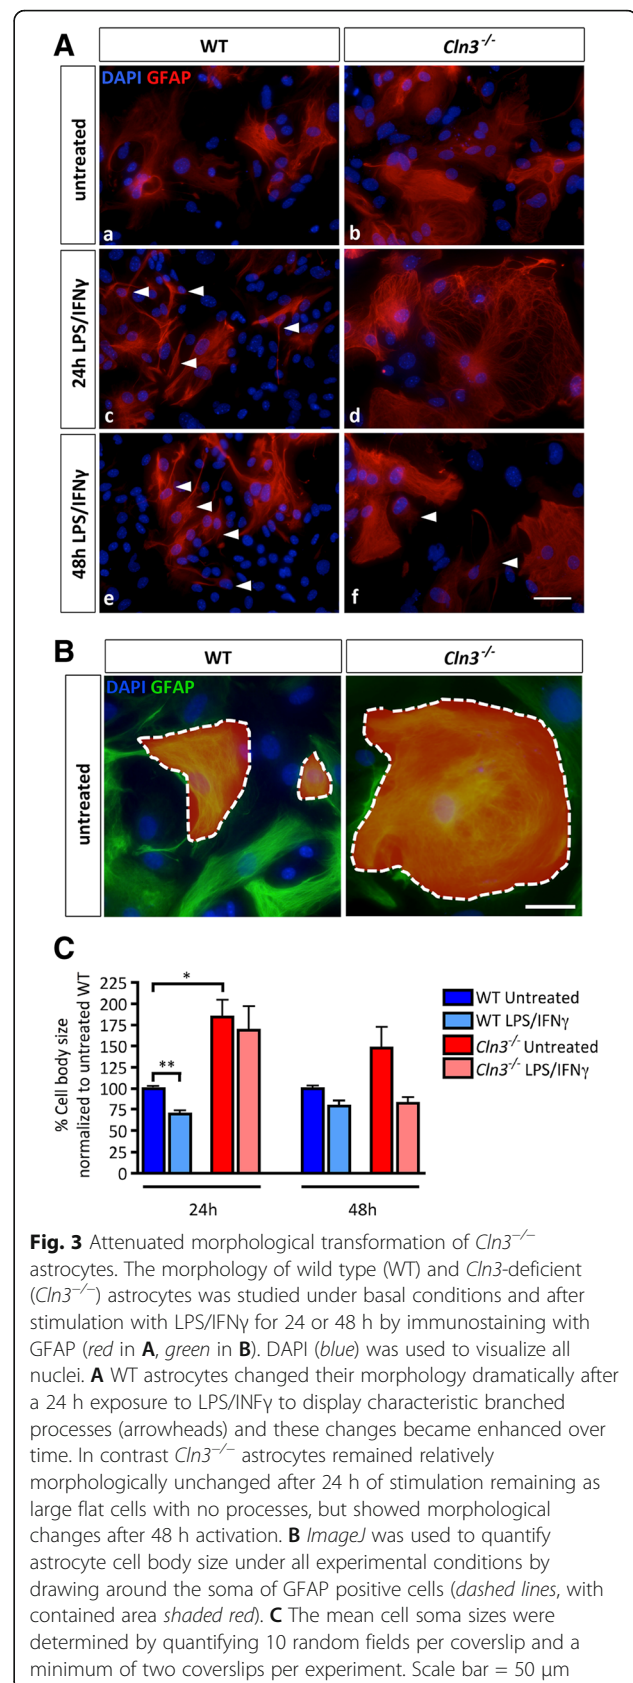 A
WT
Cln3-/-
untreated
DAPI GFAP
a
b
24h LPS/IFNγ
c
d
48h LPS/IFNγ
e
f
B
WT
Cln3-/-
untreated
DAPI GFAP
C
% Cell body size
normalized to untreated WT
225
200
175
150
125
100
75
50
25
0
*
**
24h
48h
WT Untreated
WT LPS/IFNγ
Cln3-/- Untreated
Cln3-/- LPS/IFNγ
Fig. 3 Attenuated morphological transformation of Cln3−/−
astrocytes. The morphology of wild type (WT) and Cln3-deficient
(Cln3−/−) astrocytes was studied under basal conditions and after
stimulation with LPS/IFNγ for 24 or 48 h by immunostaining with
GFAP (red in A, green in B). DAPI (blue) was used to visualize all
nuclei. A WT astrocytes changed their morphology dramatically after
a 24 h exposure to LPS/INFγ to display characteristic branched
processes (arrowheads) and these changes became enhanced over
time. In contrast Cln3−/− astrocytes remained relatively
morphologically unchanged after 24 h of stimulation remaining as
large flat cells with no processes, but showed morphological
changes after 48 h activation. B ImageJ was used to quantify
astrocyte cell body size under all experimental conditions by
drawing around the soma of GFAP positive cells (dashed lines, with
contained area shaded red). C The mean cell soma sizes were
determined by quantifying 10 random fields per coverslip and a
minimum of two coverslips per experiment. Scale bar = 50 μm